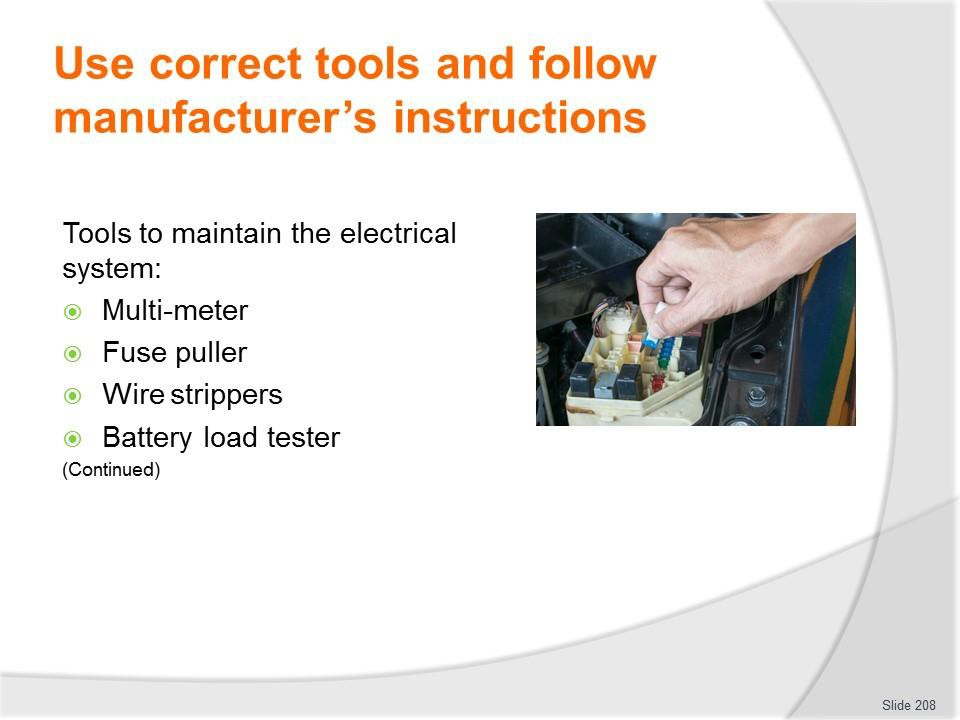 Use correct tools and follow
manufacturer’s instructions
Tools to maintain the electrical
system:
Multi-meter
Fuse puller
Wire strippers
Battery load tester
(Continued)
Slide 208